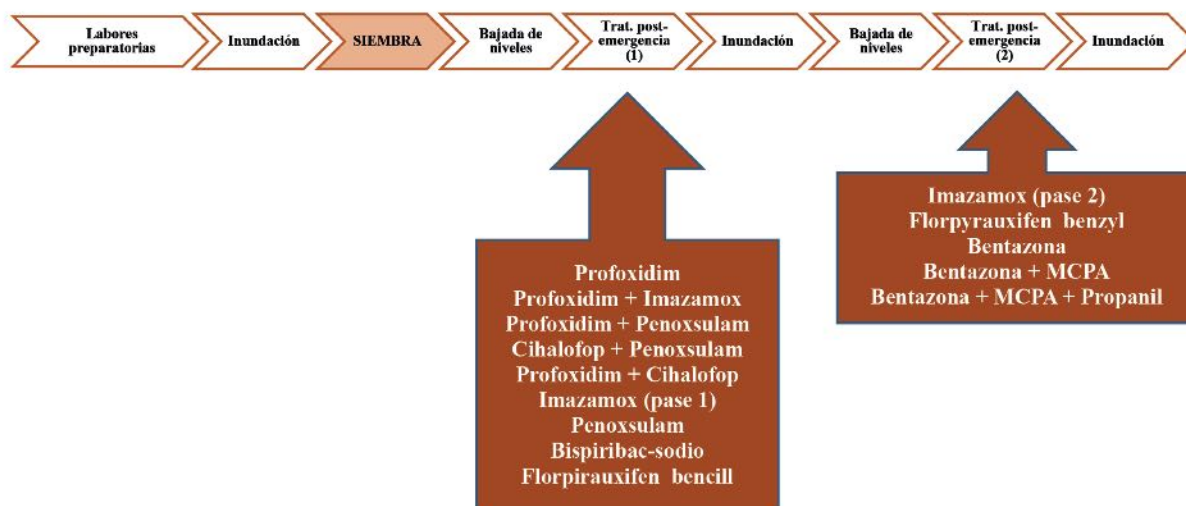 Labores
preparatorias
Inundación
SIEMBRA
Bajada de
niveles
Trat. post-
emergencia
(1)
Inundación
Bajada de
niveles
Trat. post-
emergencia
(2)
Inundación
Profoxidim
Profoxidim + Imazamox
Profoxidim + Penoxsulam
Cihalofop + Penoxsulam
Profoxidim + Cihalofop
Imazamox (pase 1)
Penoxsulam
Bispiribac-sodio
Florpirauxifen bencill
Imazamox (pase 2)
Florpyrauxifen benzyl
Bentazona
Bentazona + MCPA
Bentazona + MCPA + Propanil